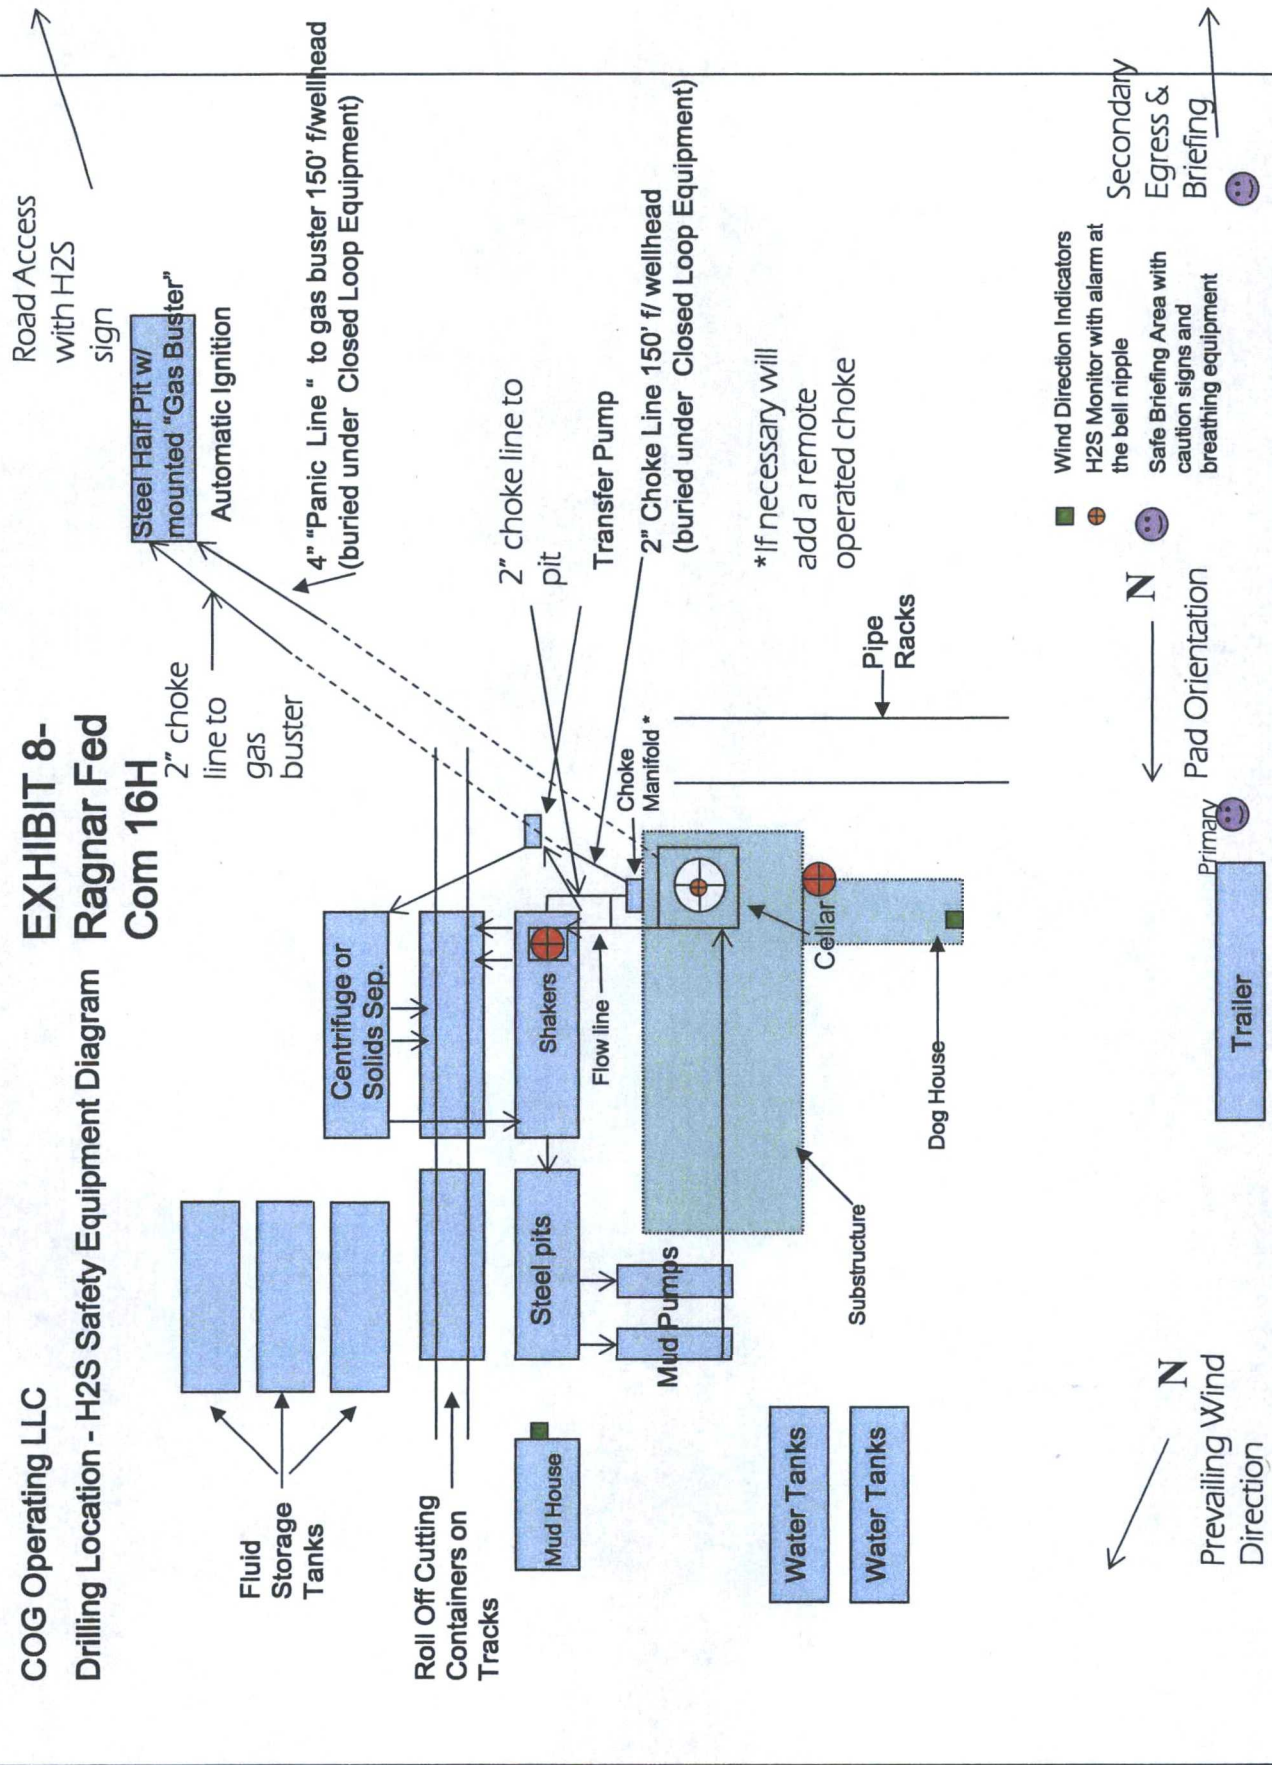 COG Operating LLC
EXHIBIT 8-
Drilling Location - H2S Safety Equipment Diagram
Ragnar Fed
Com 16H
Road Access
with H2S
sign
2" choke
line to
gas
buster
Steel Half Pit w/
mounted "Gas Buster"
Automatic Ignition
4" "Panic Line " to gas buster 150' f/wellhead
(buried under Closed Loop Equipment)
Fluid
Storage
Tanks
Centrifuge or
Solids Sep.
Roll Off Cutting
Containers on
Tracks
2" choke line to
pit
Transfer Pump
2" Choke Line 150' f/ wellhead
(buried under Closed Loop Equipment)
Mud House
Steel pits
Shakers
Flow line
Choke
Manifold *
*If necessary will
add a remote
operated choke
Mud Pumps
Cellar
Pipe
Racks
Water Tanks
Water Tanks
Substructure
Dog House
Wind Direction Indicators
H2S Monitor with alarm at
the bell nipple
Safe Briefing Area with
caution signs and
breathing equipment
Secondary
Egress &
Briefing
N
Pad Orientation
N
Prevailing Wind
Direction
Primary
Trailer